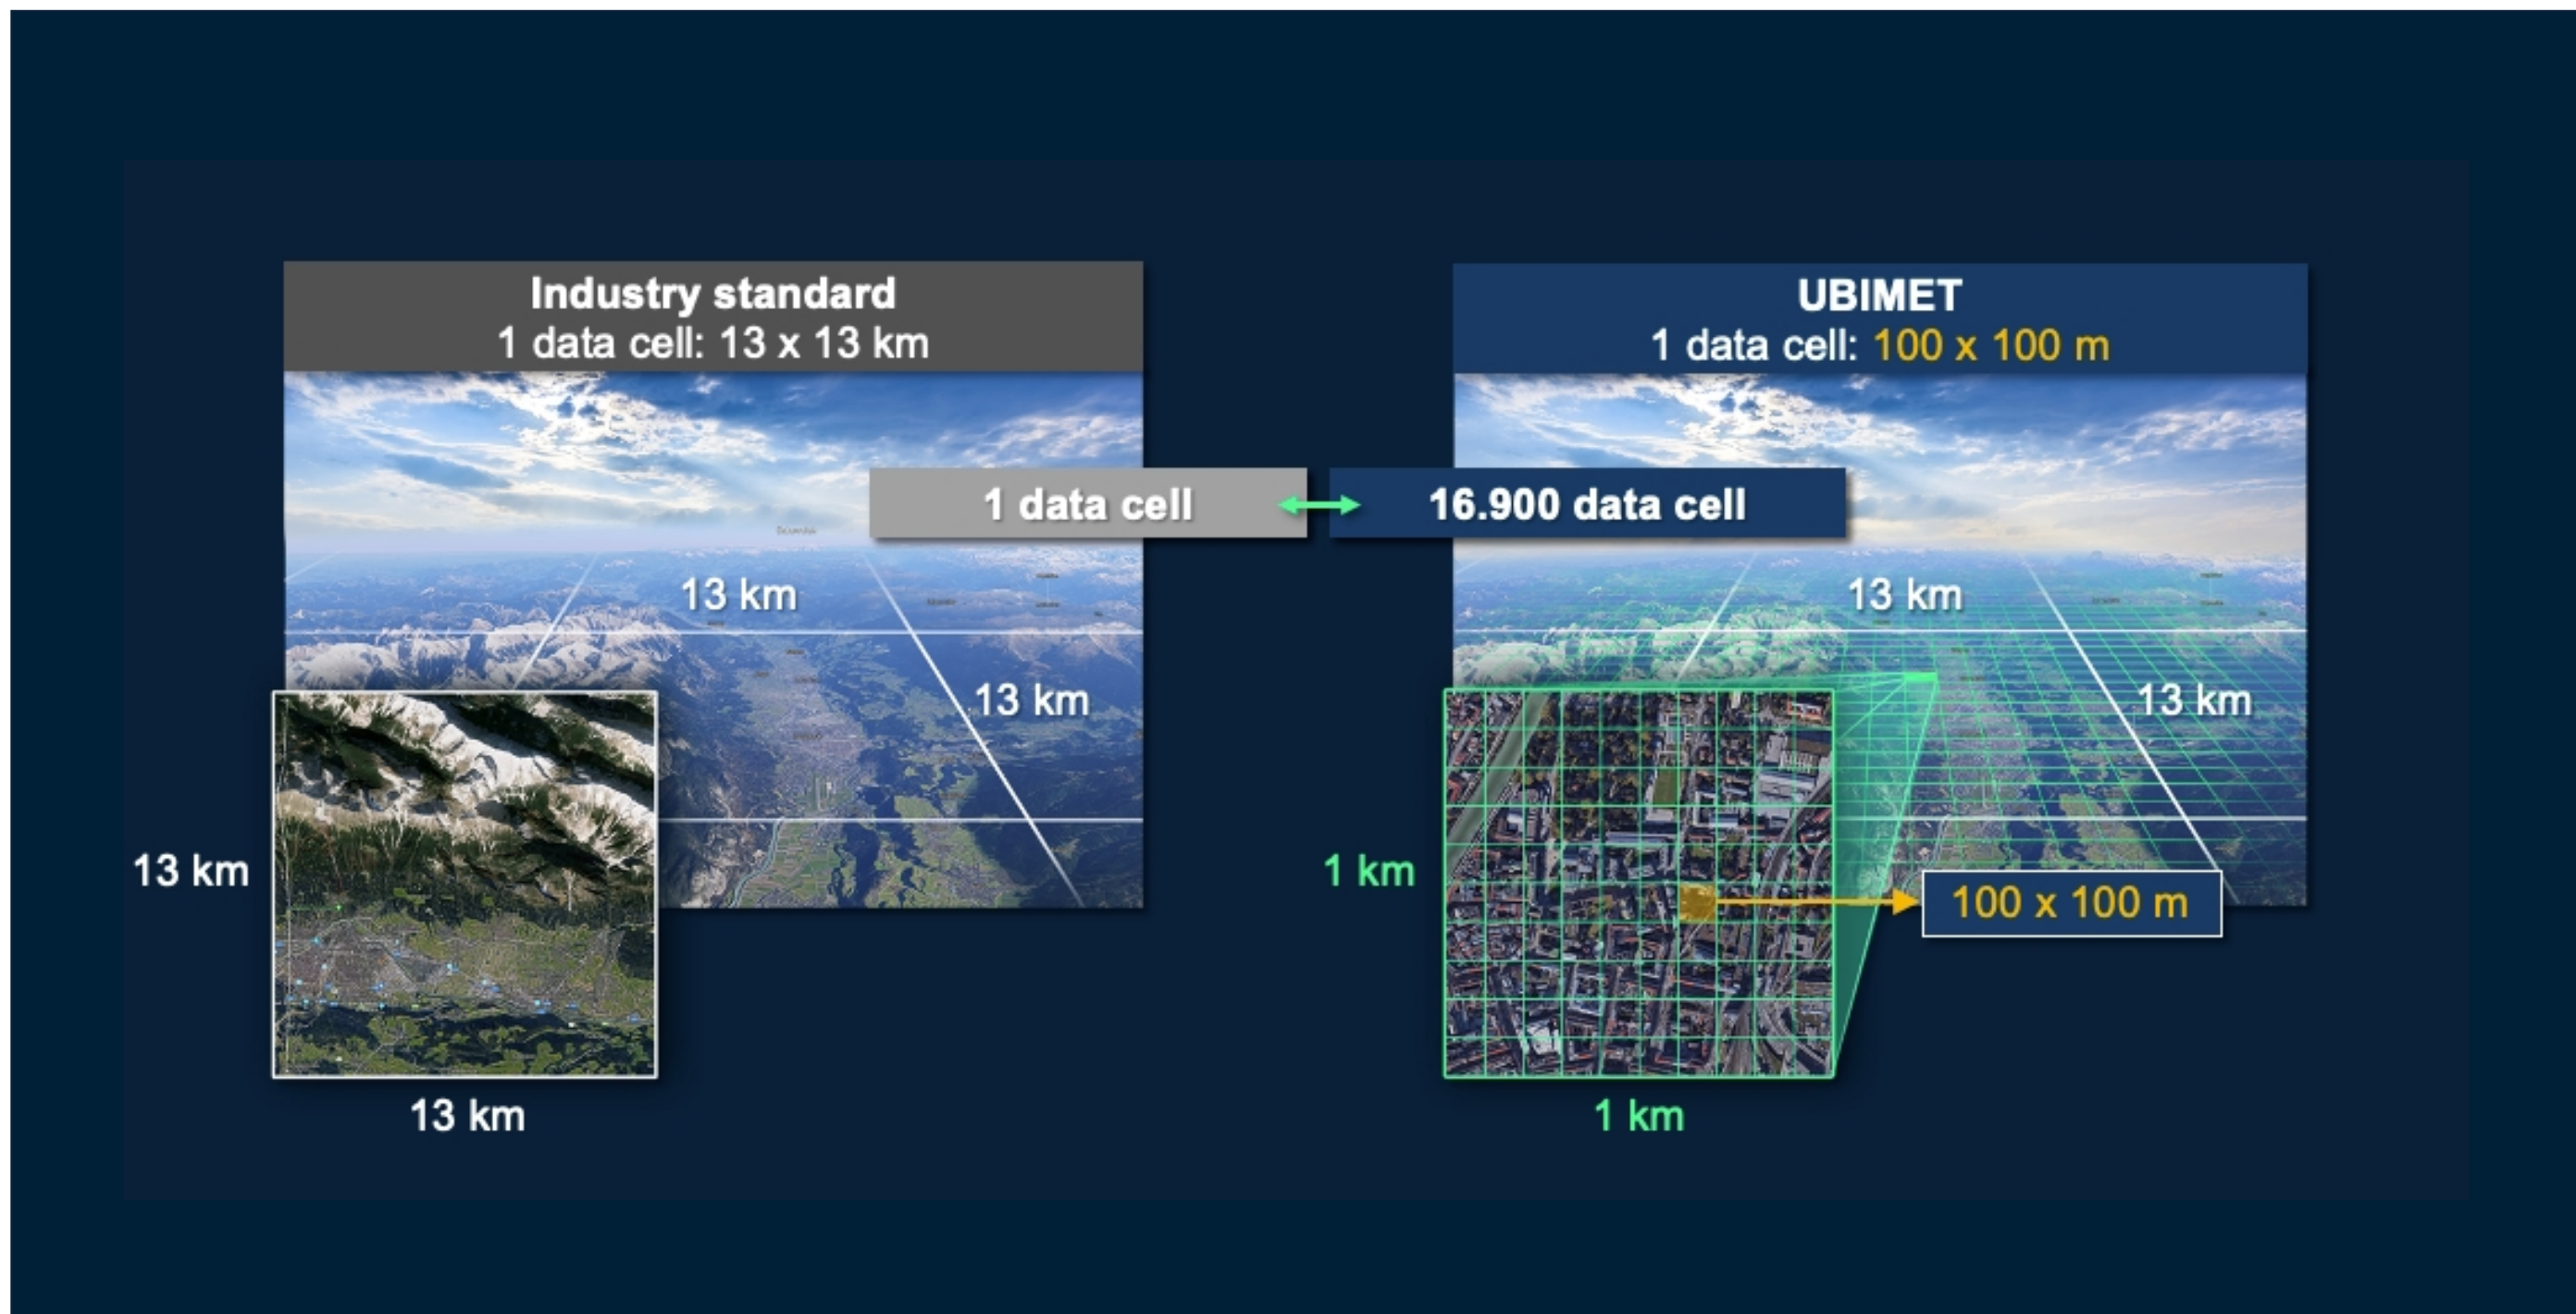 Industry standard
1 data cell: 13 x 13 km
1 data cell
13 km
13 km
13 km
13 km
UBIMET
1 data cell: 100 x 100 m
16.900 data cell
13 km
13 km
1 km
100 x 100 m
1 km